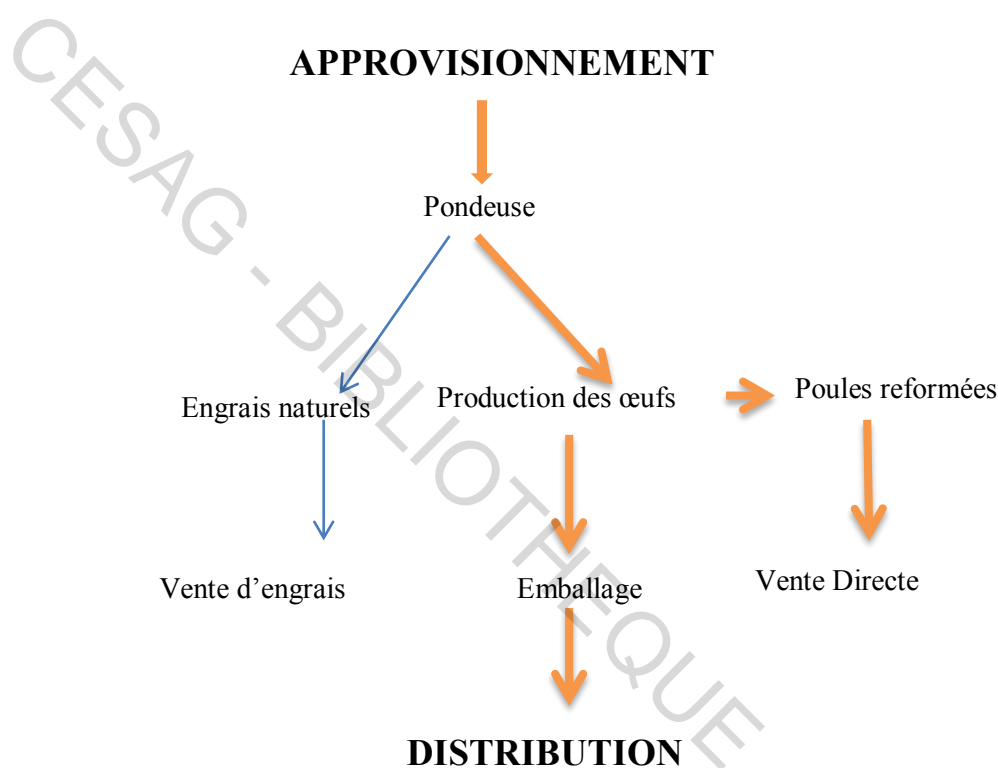 APPROVISIONNEMENT
Pondeuse
Engrais naturels
Production des œufs
Poules reformées
Vente d’engrais
Emballage
Vente Directe
DISTRIBUTION
CESAG - BIBLIOTHEQUE